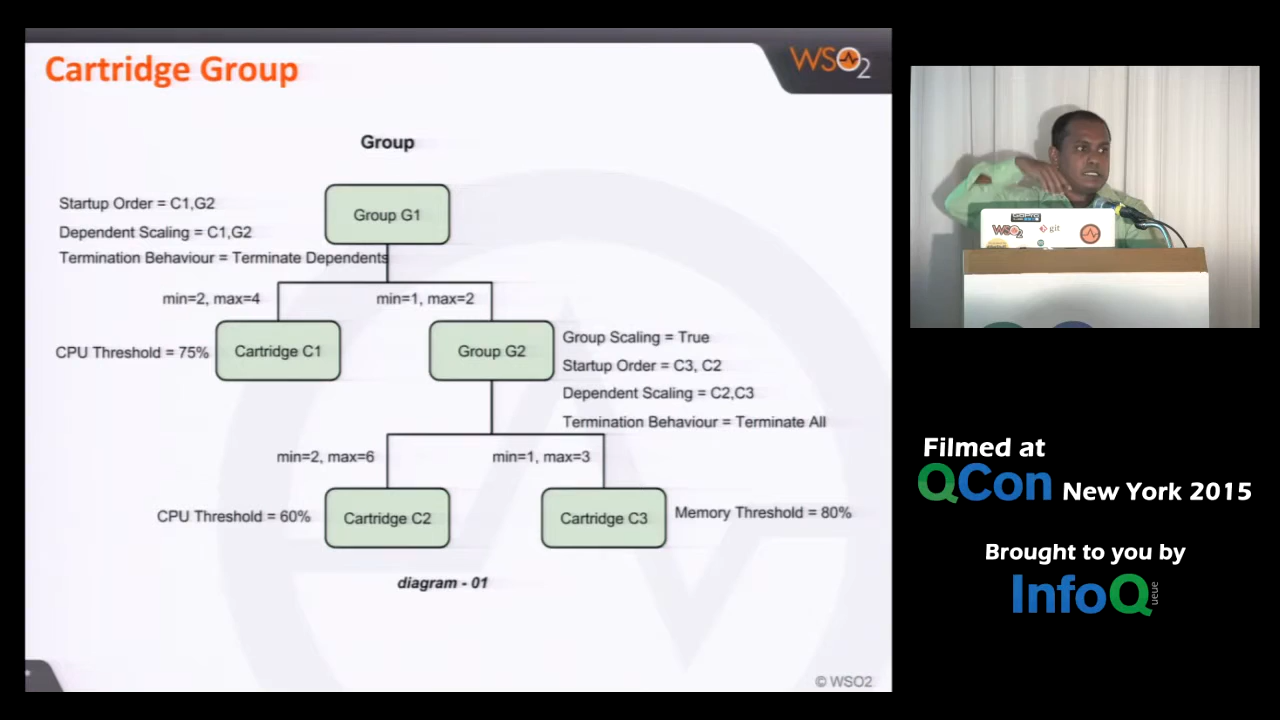 Cartridge Group
WSO2
Group
Group G1
Startup Order = C1,G2
Dependent Scaling = C1,G2
Termination Behaviour = Terminate Dependents
min=2, max=4
min=1, max=2
CPU Threshold = 75%
Cartridge C1
Group G2
Group Scaling = True
Startup Order = C3, C2
Dependent Scaling = C2,C3
Termination Behaviour = Terminate All
min=2, max=6
min=1, max=3
CPU Threshold = 60%
Cartridge C2
Cartridge C3
Memory Threshold = 80%
diagram - 01
© WSO2
GoPro
WSO2
git
Filmed at
QCon New York 2015
Brought to you by
InfoQ
ueue